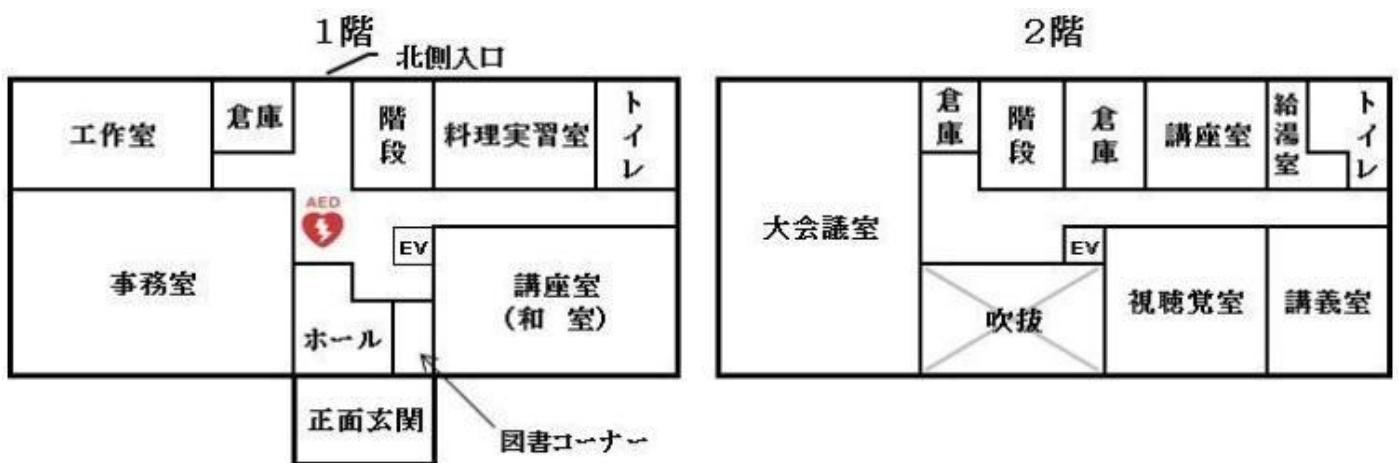 1階
北側入口
工作室
倉庫
階段
料理実習室
トイレ
AED
事務室
EV
講座室
(和 室)
ホール
正面玄関
図書コーナー
2階
倉庫
階段
倉庫
講座室
給湯室
トイレ
大会議室
EV
吹抜
視聴覚室
講義室